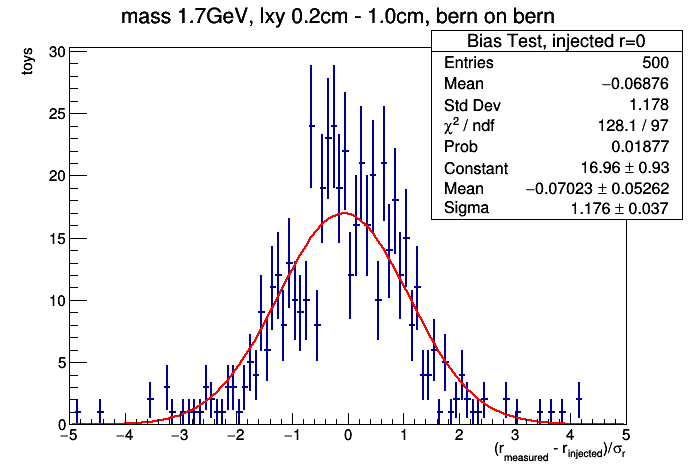 mass 1.7GeV, lxy 0.2cm - 1.0cm, bern on bern
Bias Test, injected r=0
Entries 500
Mean −0.06876
Std Dev 1.178
χ² / ndf 128.1 / 97
Prob 0.01877
Constant 16.96 ± 0.93
Mean −0.07023 ± 0.05262
Sigma 1.176 ± 0.037
toys
30
25
20
15
10
5
0
−5 −4 −3 −2 −1 0 1 2 3 4 5
(r_measured - r_injected)/σ_r